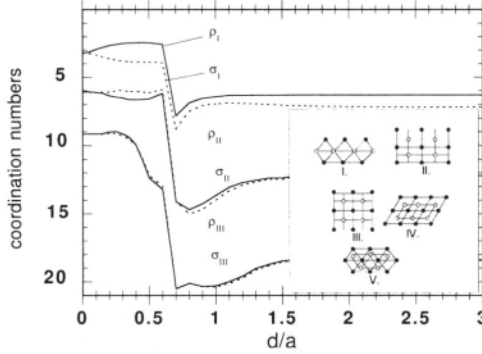 coordination numbers
5
10
15
20
ρI
σI
ρII
σII
ρIII
σIII
I.
II.
III.
IV.
V.
0 0.5 1 1.5 2 2.5 3
d/a